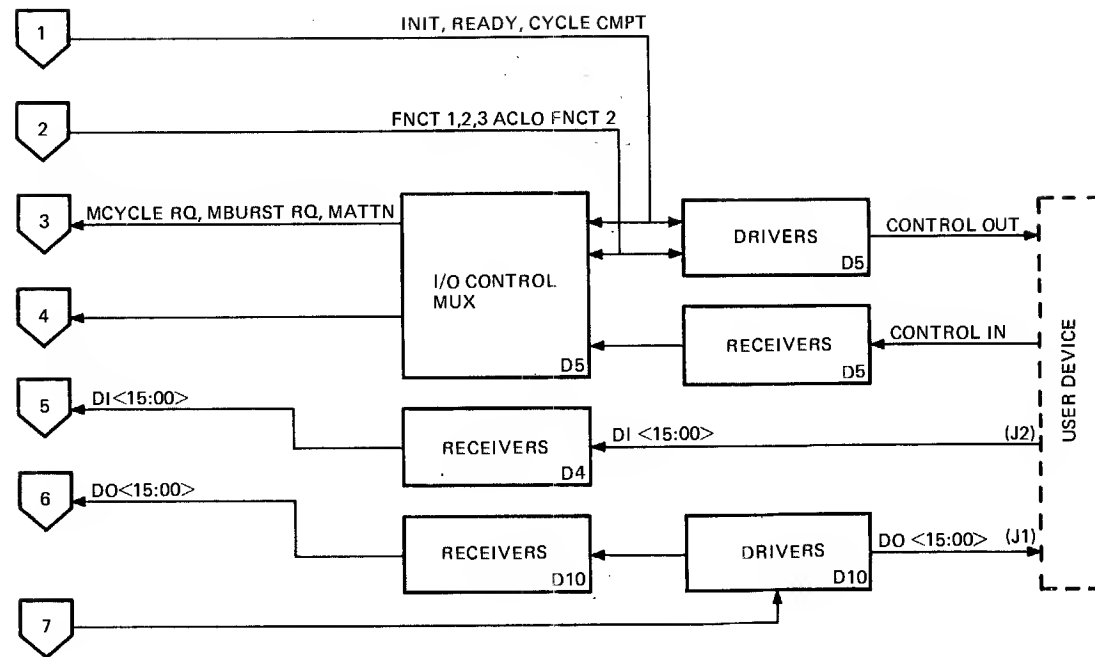 1
INIT, READY, CYCLE CMPT
2
FNCT 1,2,3 ACLO FNCT 2
3
MCYCLE RQ, MBURST RQ, MATTN
I/O CONTROL
MUX
D5
DRIVERS
D5
CONTROL OUT
4
RECEIVERS
D5
CONTROL IN
USER DEVICE
5
DI<15:00>
RECEIVERS
D4
DI <15:00>
(J2)
6
DO<15:00>
RECEIVERS
D10
DRIVERS
D10
DO <15:00>
(J1)
7